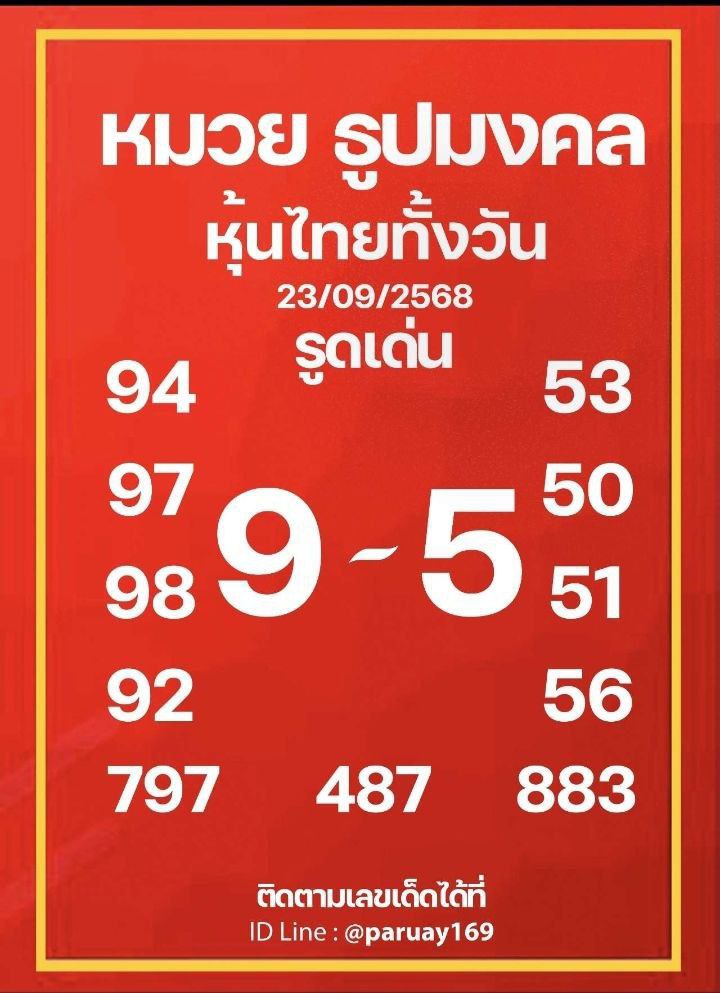 หมวย ธูปมงคล
หุ้นไทยทั้งวัน
23/09/2568
รูดเด่น
94 53
97 50
9 - 5
98 51
92 56
797 487 883
ติดตามเลขเด็ดได้ที่
ID Line : @paruay169